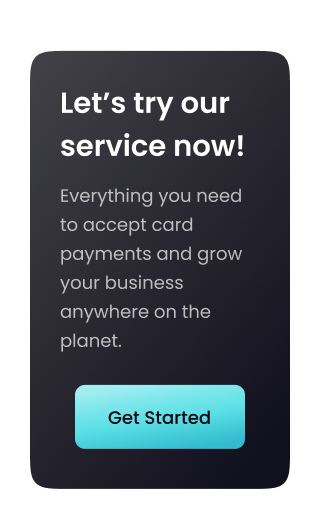 Let’s try our
service now!
Everything you need
to accept card
payments and grow
your business
anywhere on the
planet.
Get Started